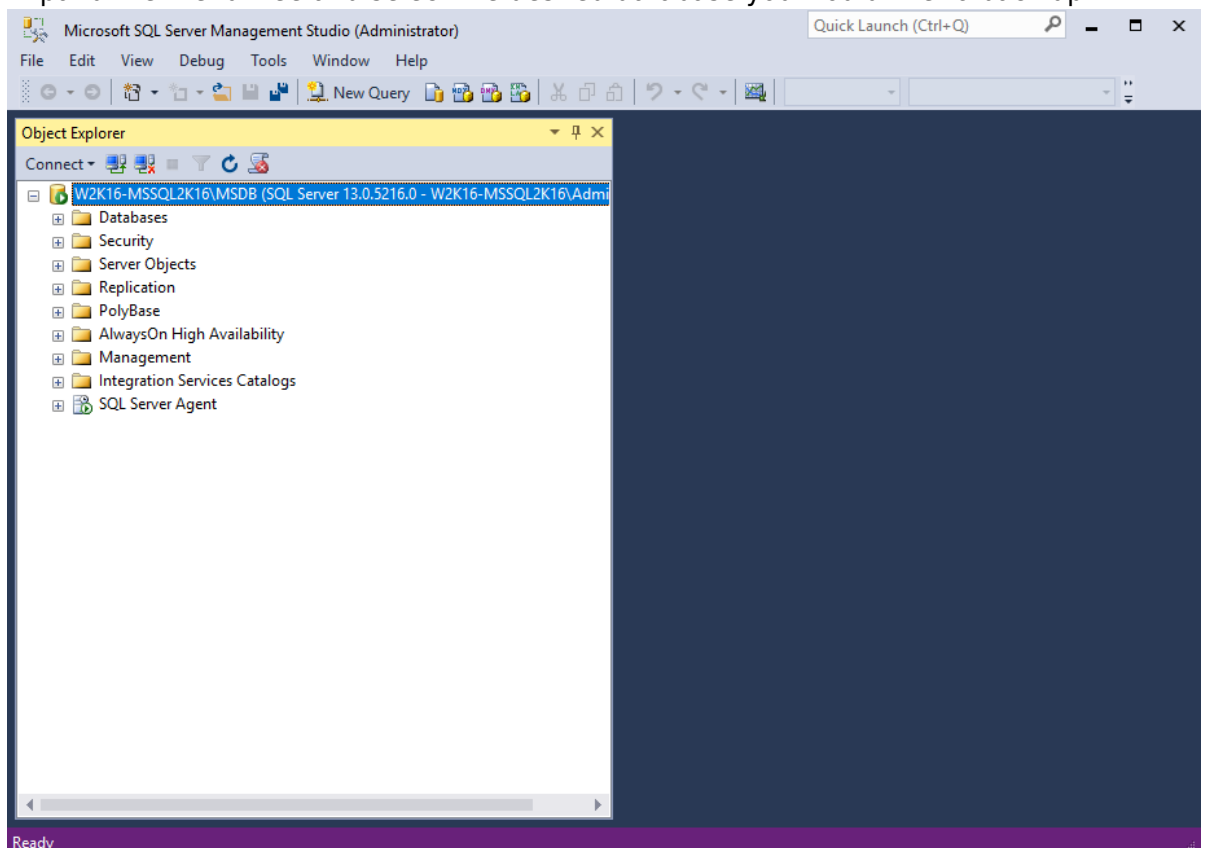 Microsoft SQL Server Management Studio (Administrator)
Quick Launch (Ctrl+Q)
File Edit View Debug Tools Window Help
New Query
Object Explorer
Connect
W2K16-MSSQL2K16\MSDB (SQL Server 13.0.5216.0 - W2K16-MSSQL2K16\Admi
Databases
Security
Server Objects
Replication
PolyBase
AlwaysOn High Availability
Management
Integration Services Catalogs
SQL Server Agent
Ready